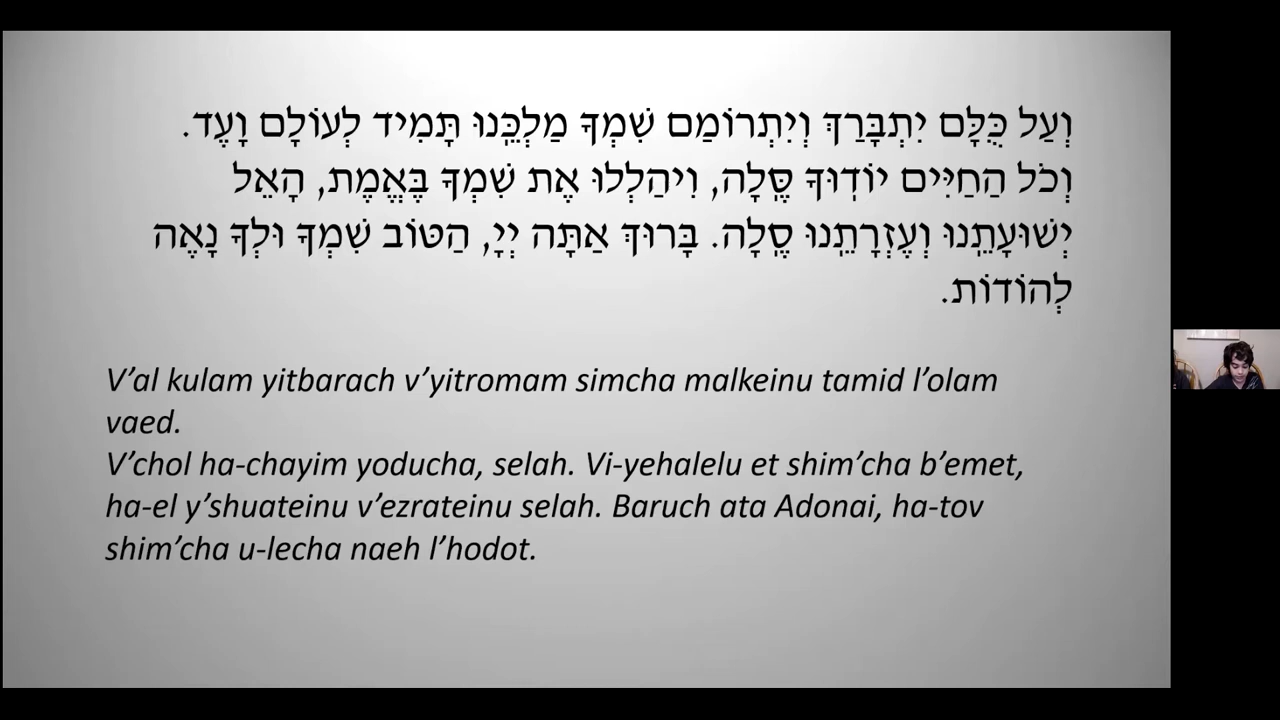 וְעַל כֻּלָּם יִתְבָּרַךְ וְיִתְרוֹמַם שִׁמְךָ מַלְכֵּֽנוּ תָּמִיד לְעוֹלָם וָעֶד.
וְכֹל הַחַיִּים יוֹדֽוּךָ סֶּֽלָה, וִיהַלְלוּ אֶת שִׁמְךָ בֶּאֱמֶת, הָאֵל
יְשׁוּעָתֵֽנוּ וְעֶזְרָתֵֽנוּ סֶֽלָה. בָּרוּךְ אַתָּה יְיָ, הַטּוֹב שִׁמְךָ וּלְךָ נָאֶה
לְהוֹדוֹת.
V’al kulam yitbarach v’yitromam simcha malkeinu tamid l’olam
vaed.
V’chol ha-chayim yoducha, selah. Vi-yehalelu et shim’cha b’emet,
ha-el y’shuateinu v’ezrateinu selah. Baruch ata Adonai, ha-tov
shim’cha u-lecha naeh l’hodot.